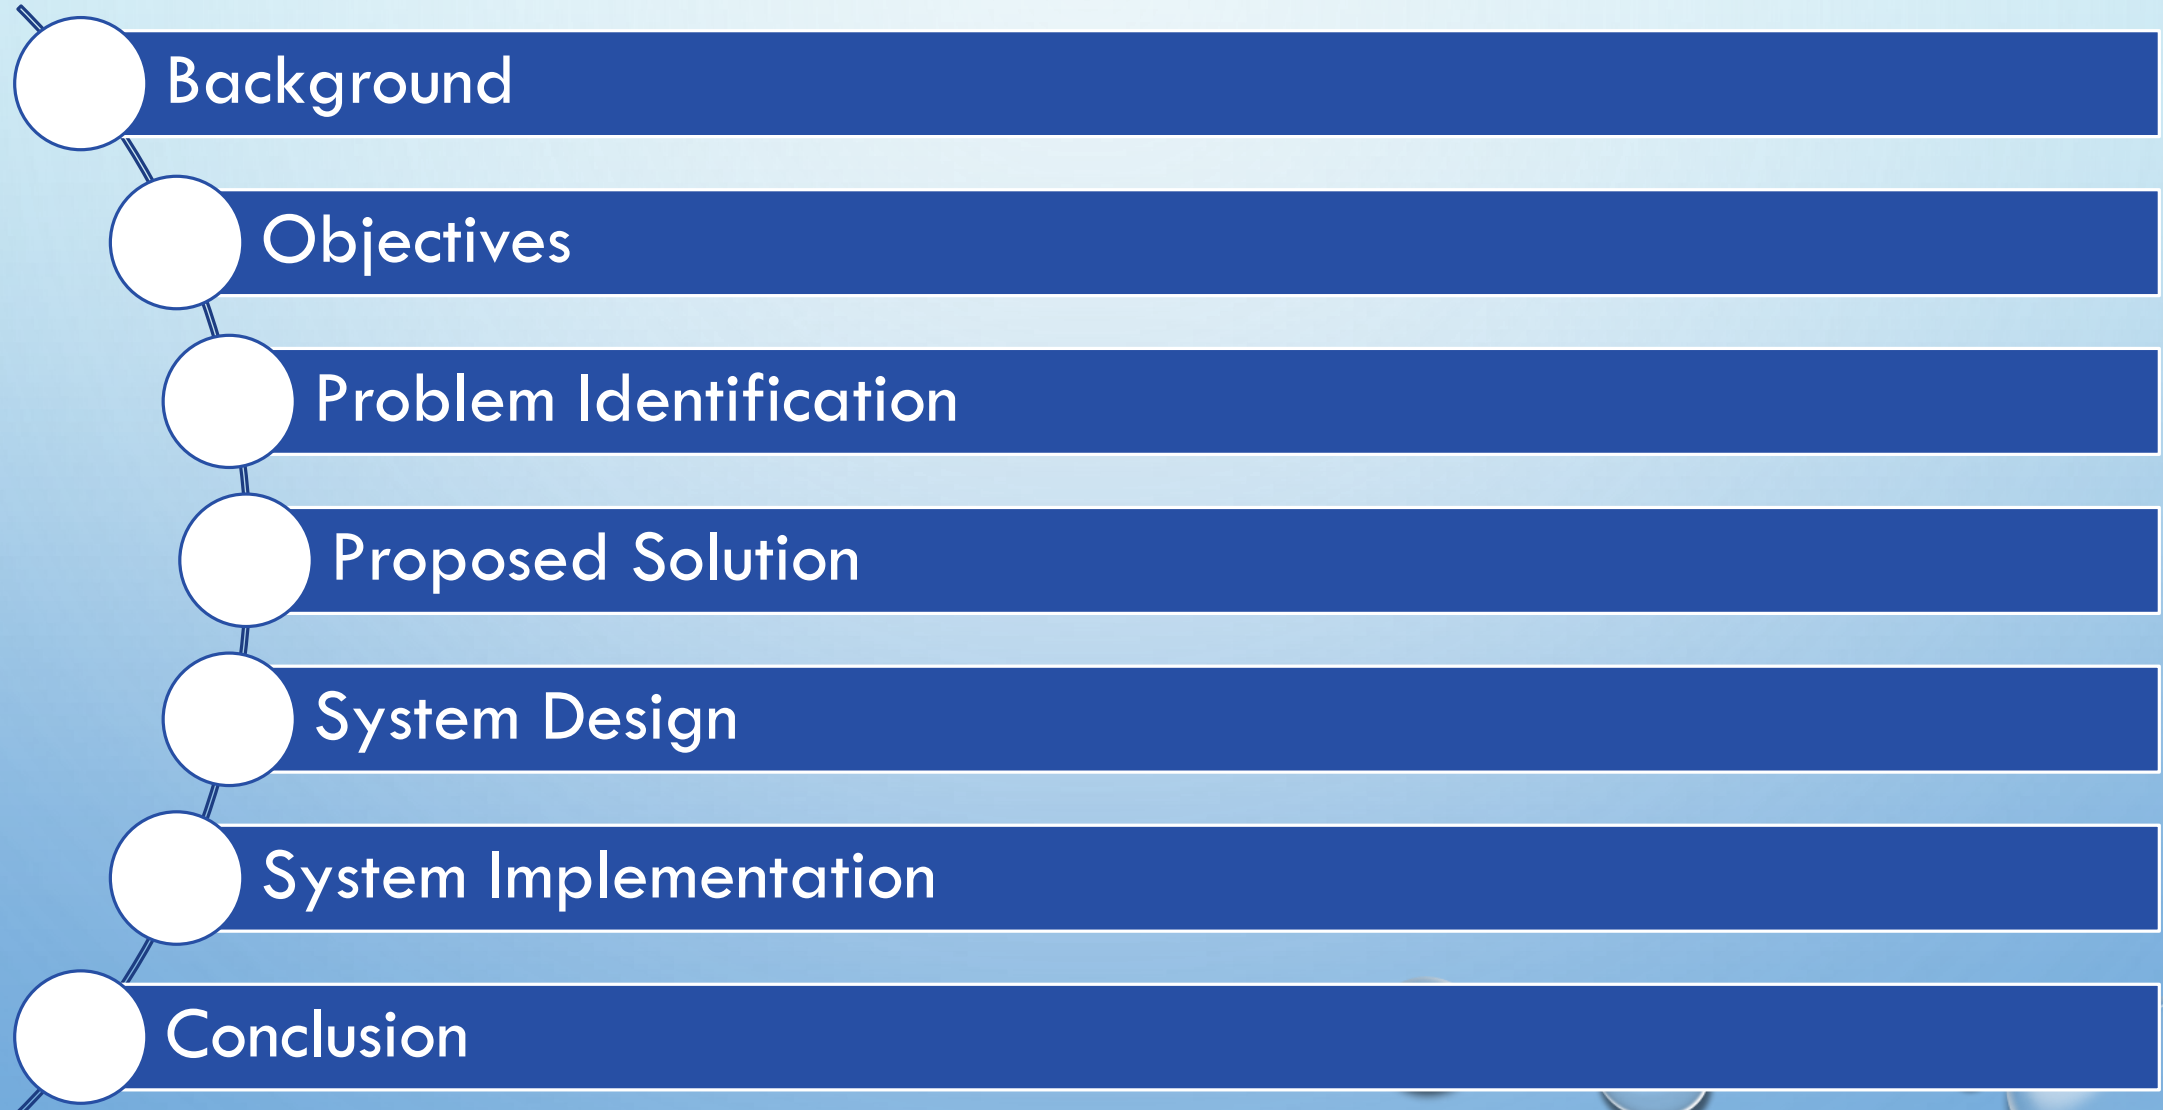 Background
Objectives
Problem Identification
Proposed Solution
System Design
System Implementation
Conclusion